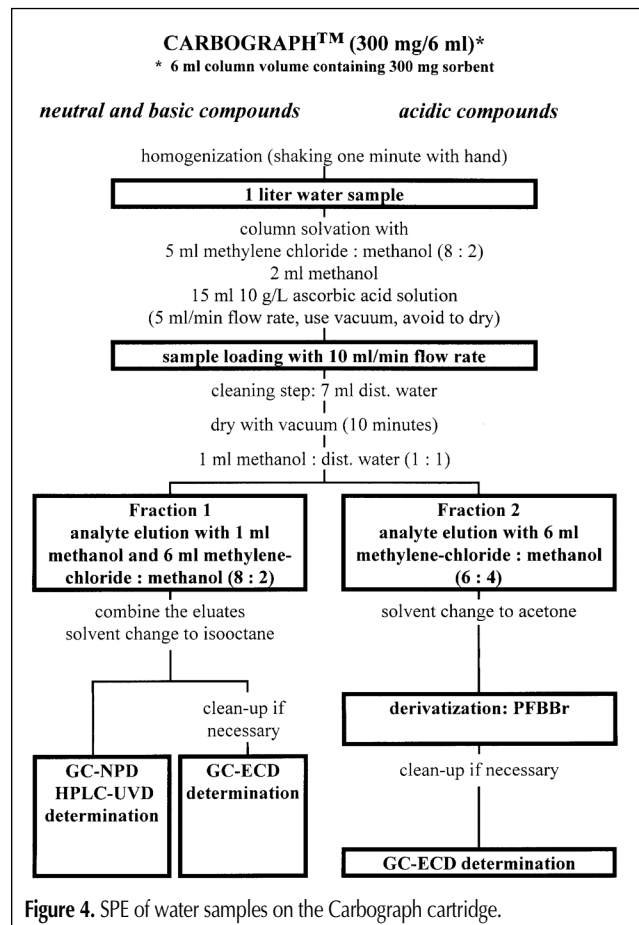 CARBOGRAPH™ (300 mg/6 ml)*
* 6 ml column volume containing 300 mg sorbent
neutral and basic compounds
acidic compounds
homogenization (shaking one minute with hand)
1 liter water sample
column solvation with
5 ml methylene chloride : methanol (8 : 2)
2 ml methanol
15 ml 10 g/L ascorbic acid solution
(5 ml/min flow rate, use vacuum, avoid to dry)
sample loading with 10 ml/min flow rate
cleaning step: 7 ml dist. water
dry with vacuum (10 minutes)
1 ml methanol : dist. water (1 : 1)
Fraction 1
analyte elution with 1 ml
methanol and 6 ml methylene-
chloride : methanol (8 : 2)
combine the eluates
solvent change to isooctane
clean-up if
necessary
GC-NPD
HPLC-UVD
determination
GC-ECD
determination
Fraction 2
analyte elution with 6 ml
methylene-chloride : methanol
(6 : 4)
solvent change to acetone
derivatization: PFBBr
clean-up if necessary
GC-ECD determination
Figure 4. SPE of water samples on the Carbograph cartridge.